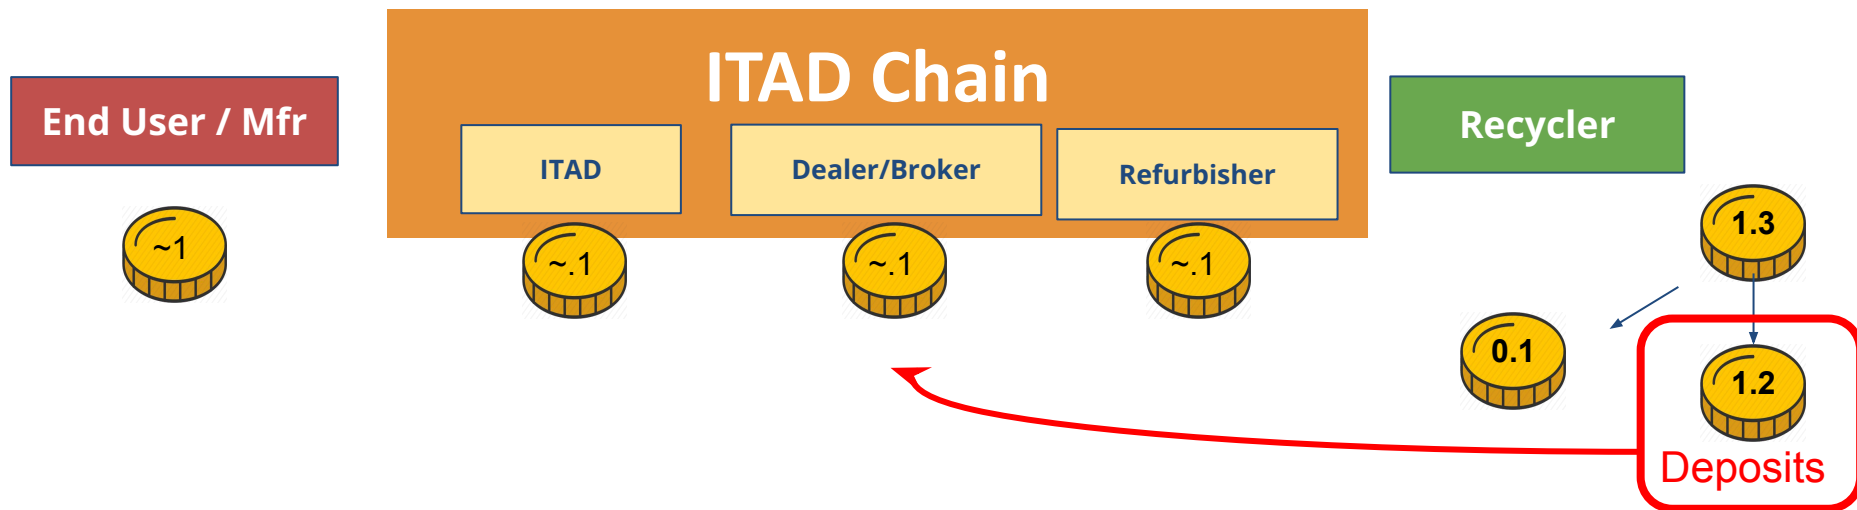 ITAD Chain
End User / Mfr
ITAD
Dealer/Broker
Refurbisher
Recycler
~1
~.1
~.1
~.1
1.3
0.1
1.2
Deposits